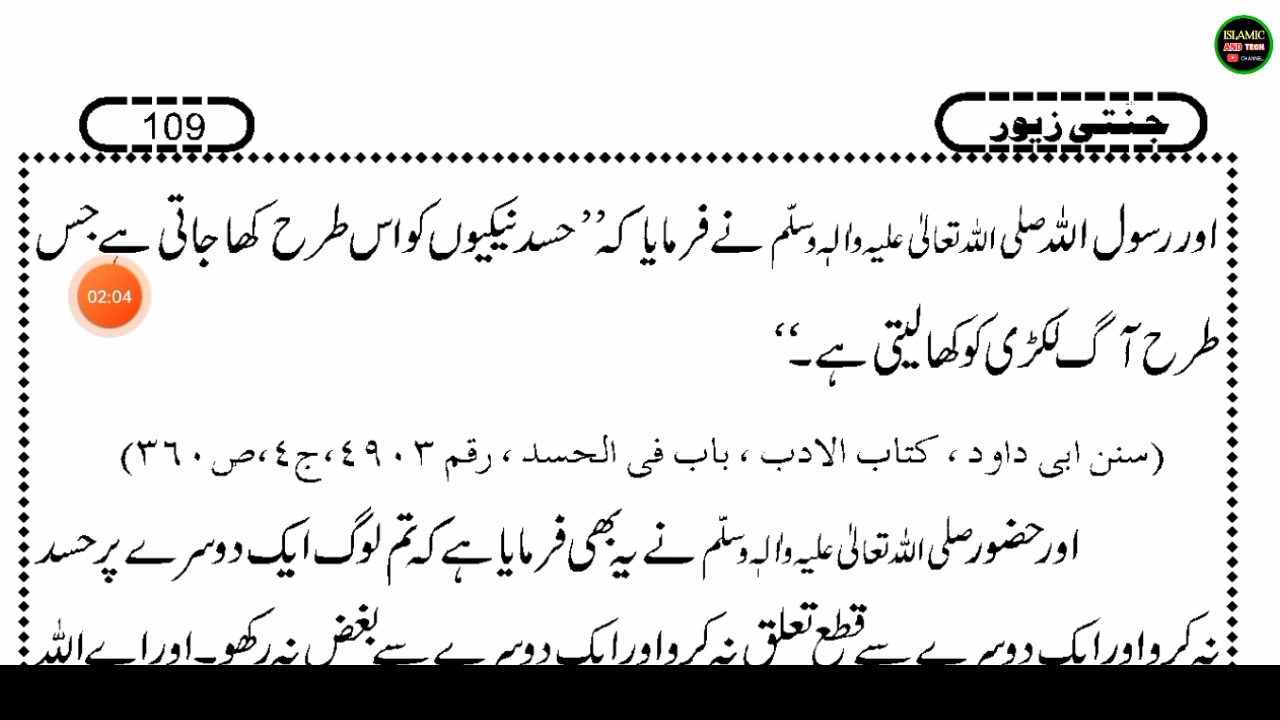 ISLAMIC
AND TECH
CHANNEL
جنتی زیور
109
اور رسول اللہ صلی اللہ تعالیٰ علیہ والہٖ وسلّم نے فرمایا کہ ’’حسد نیکیوں کو اس طرح کھا جاتی ہے جس
02:04
طرح آگ لکڑی کو کھا لیتی ہے۔‘‘
(سنن ابی داود ، کتاب الادب ، باب فی الحسد ، رقم ٤٩٠٣،ج٤،ص٣٦٠)
اور حضور صلی اللہ تعالیٰ علیہ والہٖ وسلّم نے یہ بھی فرمایا ہے کہ تم لوگ ایک دوسرے پر حسد
نہ کرو اور ایک دوسرے سے قطع تعلق نہ کرو اور ایک دوسرے سے بغض نہ رکھو۔ اور اے اللہ